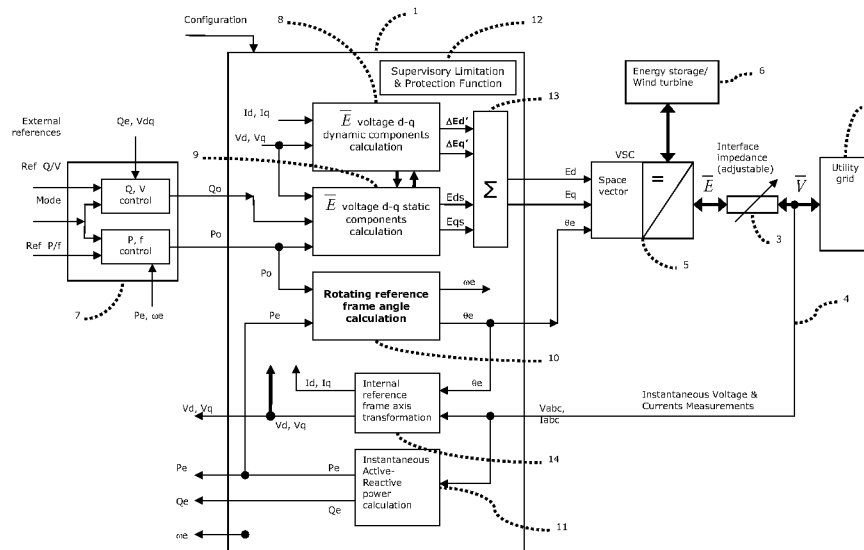 Configuration
8
1
12
Supervisory Limitation
& Protection Function
13
Energy storage/
Wind turbine
6
External
references
Qe, Vdq
Id, Iq
Vd, Vq
E voltage d-q
dynamic components
calculation
ΔEd'
ΔEq'
9
Ref Q/V
Mode
Ref P/f
Q, V
control
P, f
control
Qo
Po
E voltage d-q static
components
calculation
Eds
Eqs
Σ
Ed
Eq
θe
VSC
Space
vector
=
E
Interface
impedance
(adjustable)
V
Utility
grid
5
3
4
7
Pe, ωe
Po
Pe
Rotating reference
frame angle
calculation
ωe
θe
10
Id, Iq
Vd, Vq
Vd, Vq
Internal
reference
frame axis
transformation
θe
Vabc,
Iabc
Instantaneous Voltage &
Currents Measurements
14
Pe
Pe
Qe
Qe
Instantaneous
Active-
Reactive
power
calculation
11
ωe